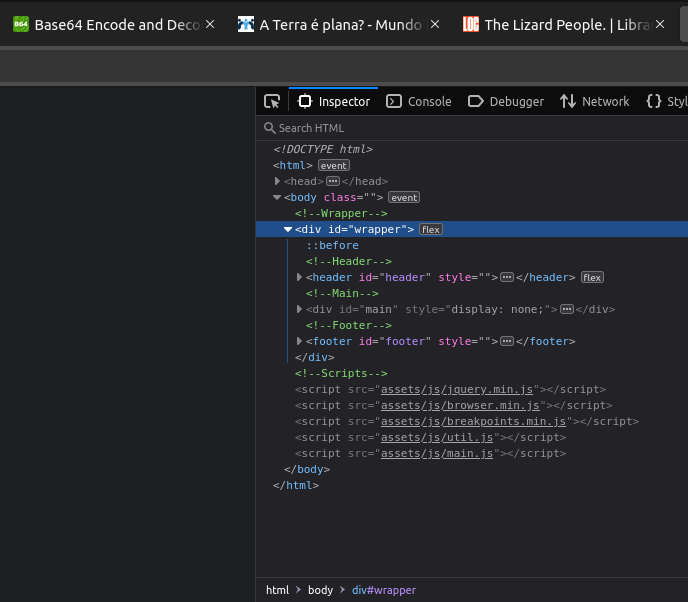 B64 Base64 Encode and Deco
A Terra é plana? - Mundo
The Lizard People. | Libra
Inspector Console Debugger Network Styl
Search HTML
<!DOCTYPE html>
<html> event
<head> ... </head>
<body class=""> event
<!--Wrapper-->
<div id="wrapper"> flex
::before
<!--Header-->
<header id="header" style=""> ... </header> flex
<!--Main-->
<div id="main" style="display: none;"> ... </div>
<!--Footer-->
<footer id="footer" style=""> ... </footer>
</div>
<!--Scripts-->
<script src="assets/js/jquery.min.js"></script>
<script src="assets/js/browser.min.js"></script>
<script src="assets/js/breakpoints.min.js"></script>
<script src="assets/js/util.js"></script>
<script src="assets/js/main.js"></script>
</body>
</html>
html > body > div#wrapper